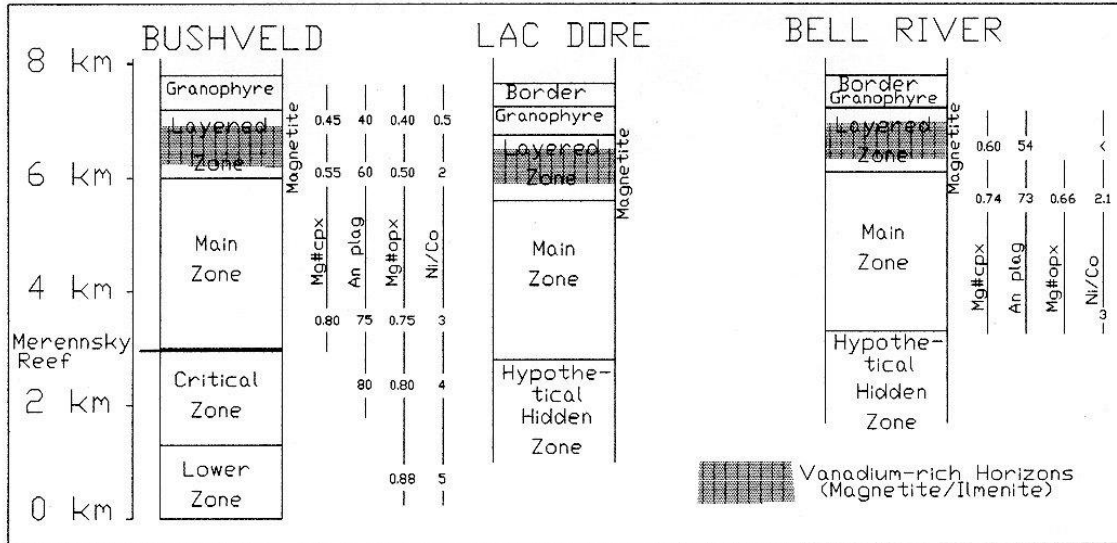 BUSHVELD
LAC DORE
BELL RIVER
8 km
6 km
4 km
Merennsky
Reef
2 km
0 km
Granophyre
Layered
Zone
Main
Zone
Critical
Zone
Lower
Zone
Magnetite
0.45 40 0.40 0.5
0.55 60 0.50 2
Mg#cpx
An plag
Mg#opx
Ni/Co
0.80 75 0.75 3
80 0.80 4
0.88 5
Border
Granophyre
Layered
Zone
Main
Zone
Hypothe-
tical
Hidden
Zone
Magnetite
Border
Granophyre
Layered
Zone
Main
Zone
Hypothe-
tical
Hidden
Zone
Magnetite
0.60 54 <
0.74 73 0.66 2.1
Mg#cpx
An plag
Mg#opx
Ni/Co
3
Vanadium-rich Horizons
(Magnetite/Ilmenite)